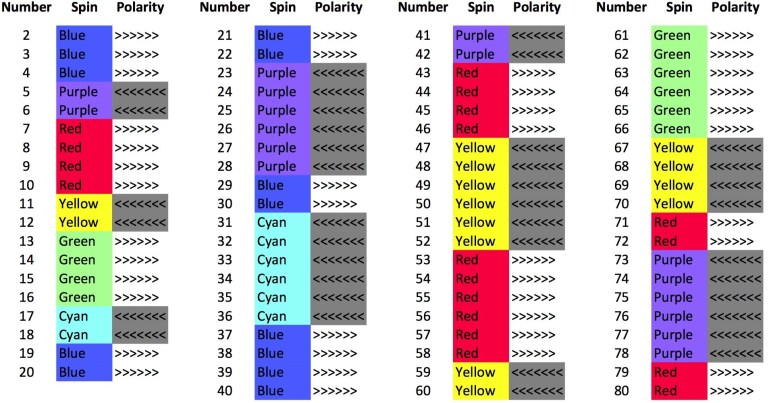 Number Spin Polarity
2 Blue >>>>>>
3 Blue >>>>>>
4 Blue >>>>>>
5 Purple <<<<<<<
6 Purple <<<<<<<
7 Red >>>>>>
8 Red >>>>>>
9 Red >>>>>>
10 Red >>>>>>
11 Yellow <<<<<<<
12 Yellow <<<<<<<
13 Green >>>>>>
14 Green >>>>>>
15 Green >>>>>>
16 Green >>>>>>
17 Cyan <<<<<<<
18 Cyan <<<<<<<
19 Blue >>>>>>
20 Blue >>>>>>
Number Spin Polarity
21 Blue >>>>>>
22 Blue >>>>>>
23 Purple <<<<<<<
24 Purple <<<<<<<
25 Purple <<<<<<<
26 Purple <<<<<<<
27 Purple <<<<<<<
28 Purple <<<<<<<
29 Blue >>>>>>
30 Blue >>>>>>
31 Cyan <<<<<<<
32 Cyan <<<<<<<
33 Cyan <<<<<<<
34 Cyan <<<<<<<
35 Cyan <<<<<<<
36 Cyan <<<<<<<
37 Blue >>>>>>
38 Blue >>>>>>
39 Blue >>>>>>
40 Blue >>>>>>
Number Spin Polarity
41 Purple <<<<<<<
42 Purple <<<<<<<
43 Red >>>>>>
44 Red >>>>>>
45 Red >>>>>>
46 Red >>>>>>
47 Yellow <<<<<<<
48 Yellow <<<<<<<
49 Yellow <<<<<<<
50 Yellow <<<<<<<
51 Yellow <<<<<<<
52 Yellow <<<<<<<
53 Red >>>>>>
54 Red >>>>>>
55 Red >>>>>>
56 Red >>>>>>
57 Red >>>>>>
58 Red >>>>>>
59 Yellow <<<<<<<
60 Yellow <<<<<<<
Number Spin Polarity
61 Green >>>>>>
62 Green >>>>>>
63 Green >>>>>>
64 Green >>>>>>
65 Green >>>>>>
66 Green >>>>>>
67 Yellow <<<<<<<
68 Yellow <<<<<<<
69 Yellow <<<<<<<
70 Yellow <<<<<<<
71 Red >>>>>>
72 Red >>>>>>
73 Purple <<<<<<<
74 Purple <<<<<<<
75 Purple <<<<<<<
76 Purple <<<<<<<
77 Purple <<<<<<<
78 Purple <<<<<<<
79 Red >>>>>>
80 Red >>>>>>